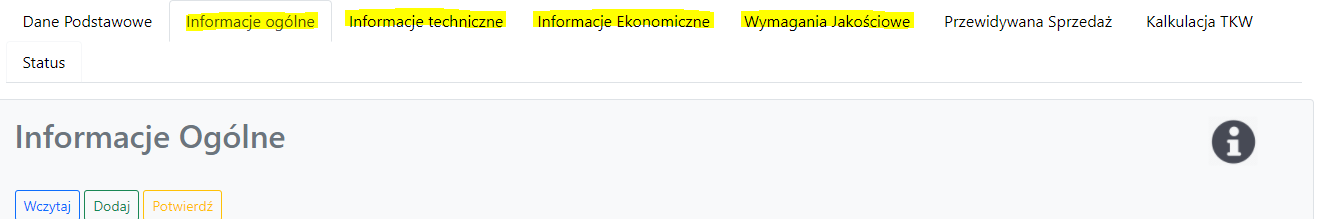 Dane Podstawowe Informacje ogólne Informacje techniczne Informacje Ekonomiczne Wymagania Jakościowe Przewidywana Sprzedaż Kalkulacja TKW
Status
Informacje Ogólne
Wczytaj Dodaj Potwierdź